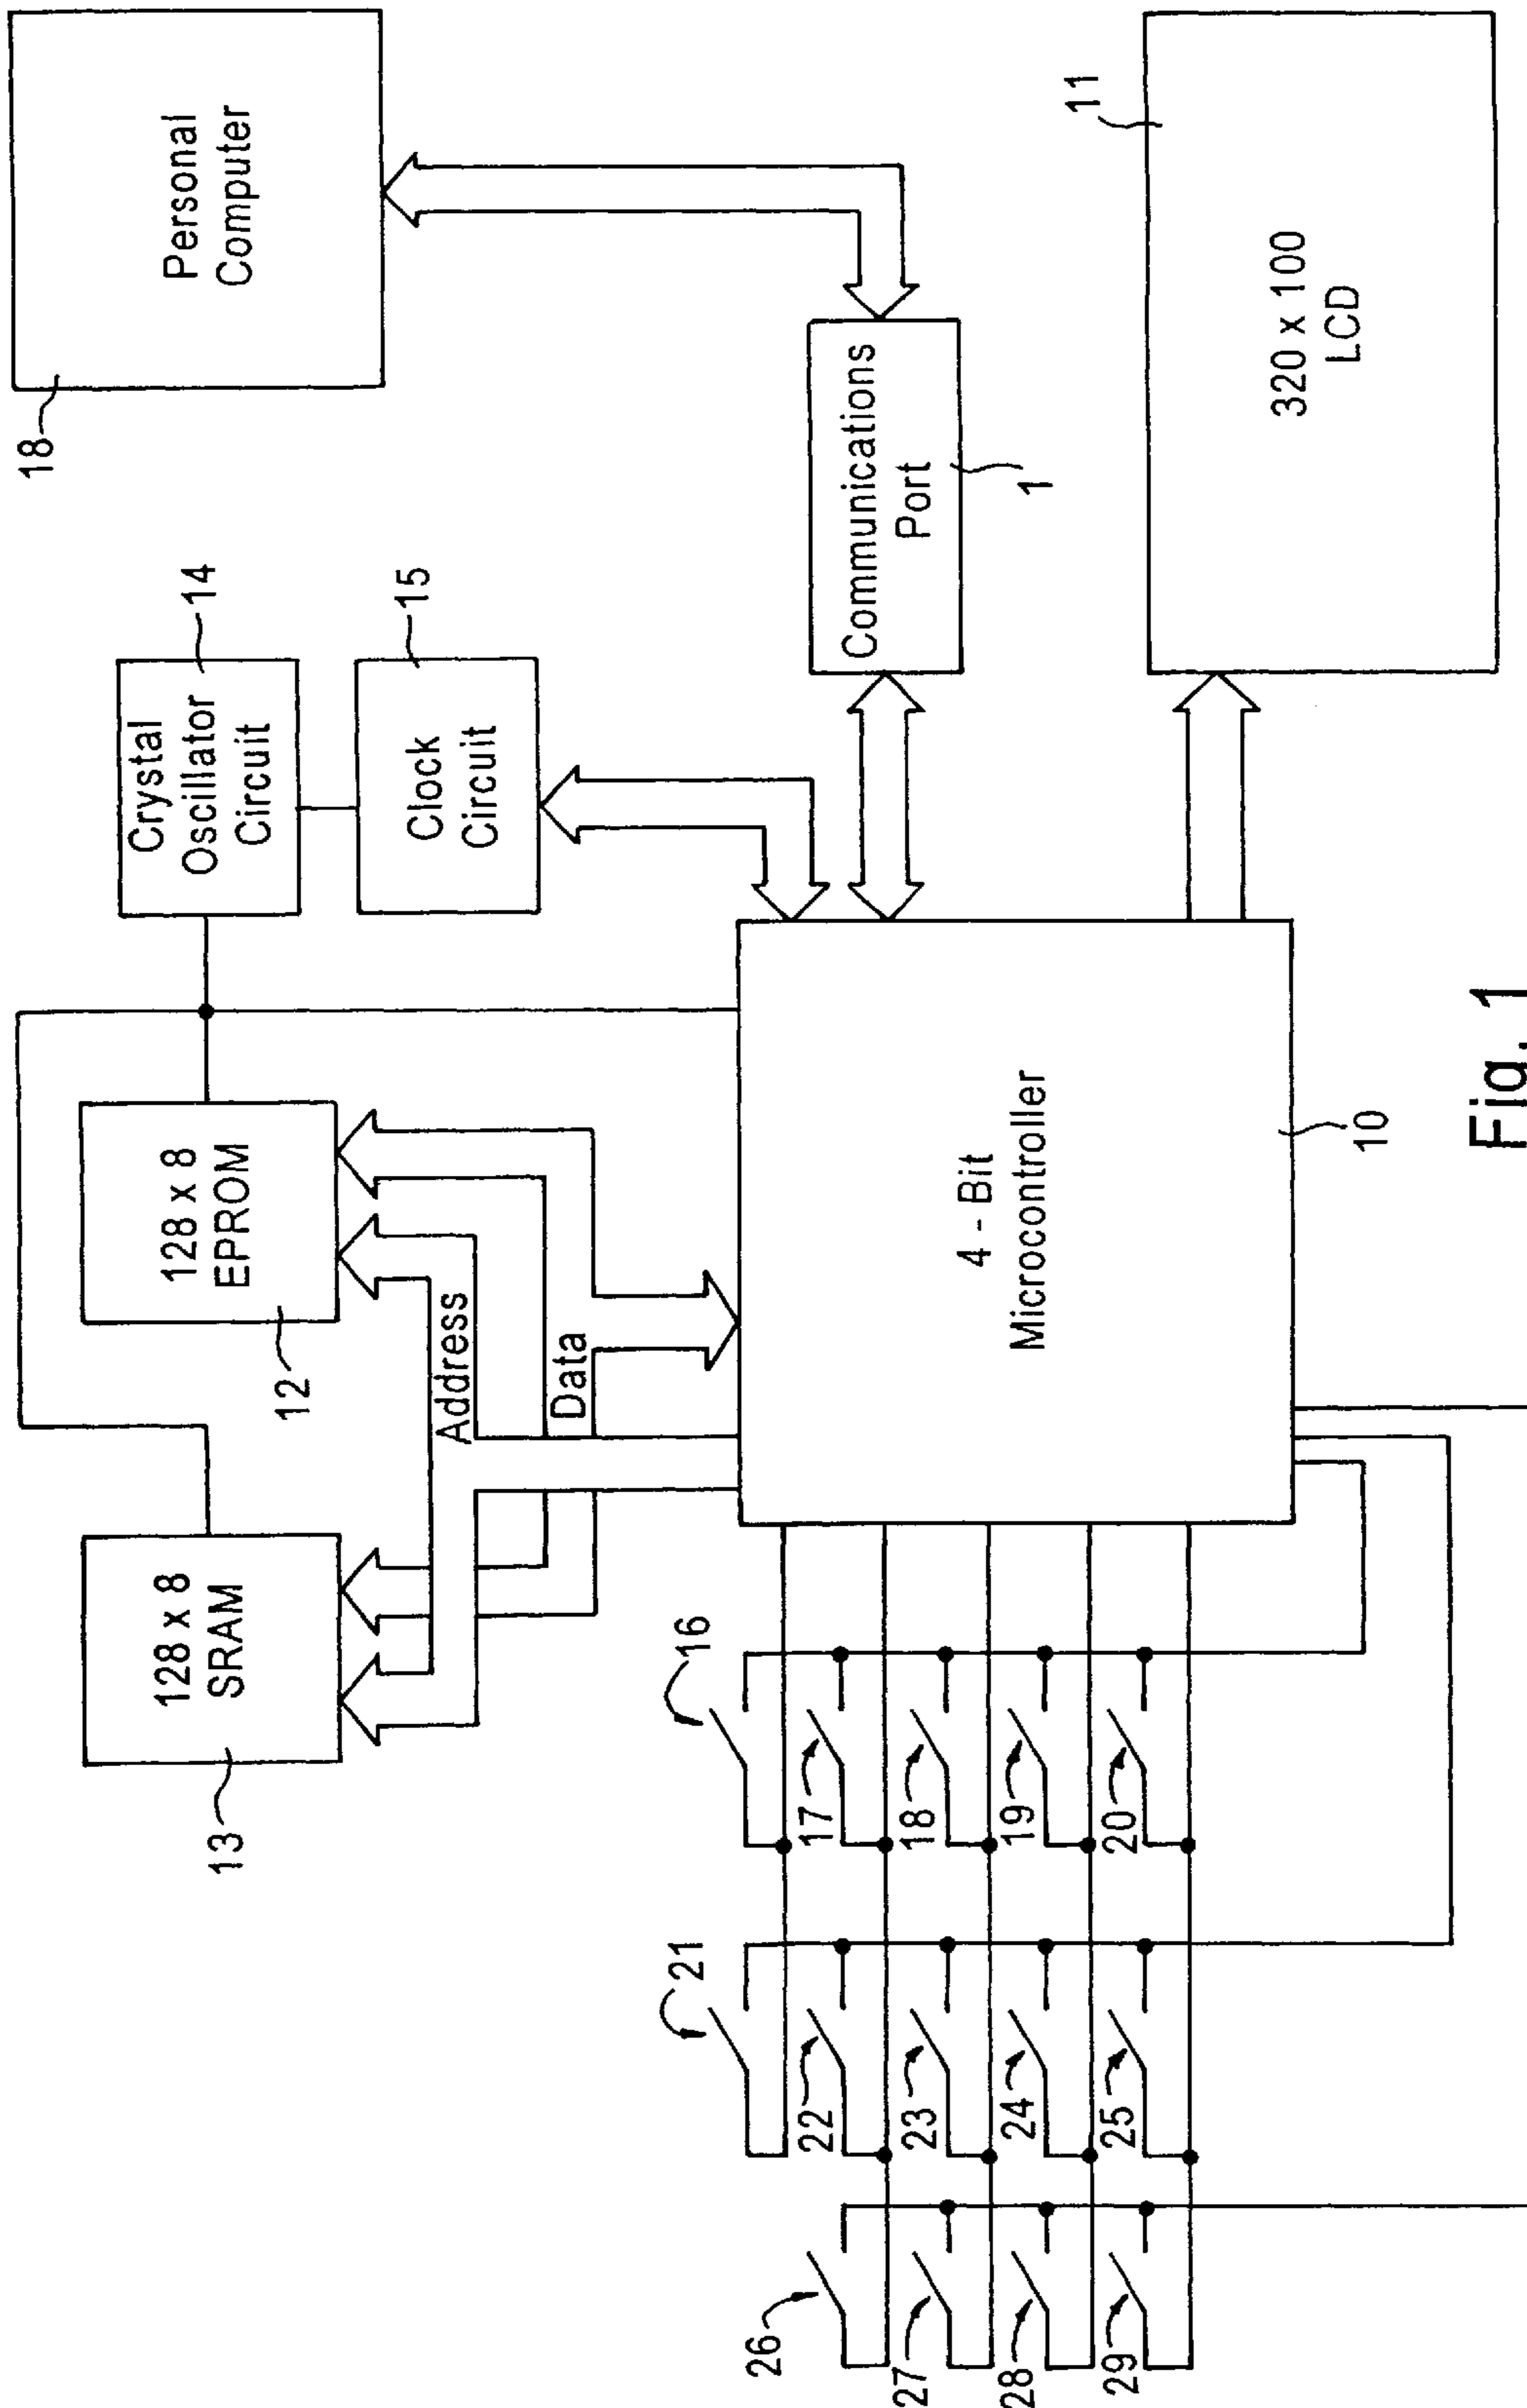 18
Personal
Computer
14
Crystal
Oscillator
Circuit
15
Clock
Circuit
Communications
Port
1
11
320 x 100
LCD
128 x 8
EPROM
12
128 x 8
SRAM
13
Address
Data
4 - Bit
Microcontroller
10
16
17
18
19
20
21
22
23
24
25
26
27
28
29
Fig. 1